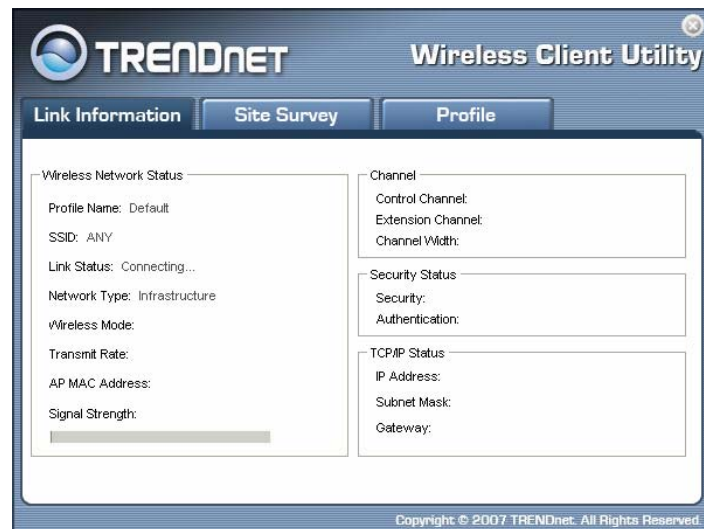 TRENDNET
Wireless Client Utility
Link Information
Site Survey
Profile
Wireless Network Status
Profile Name: Default
SSID: ANY
Link Status: Connecting...
Network Type: Infrastructure
Wireless Mode:
Transmit Rate:
AP MAC Address:
Signal Strength:
Channel
Control Channel:
Extension Channel:
Channel Width:
Security Status
Security:
Authentication:
TCP/IP Status
IP Address:
Subnet Mask:
Gateway:
Copyright © 2007 TRENDnet. All Rights Reserved.